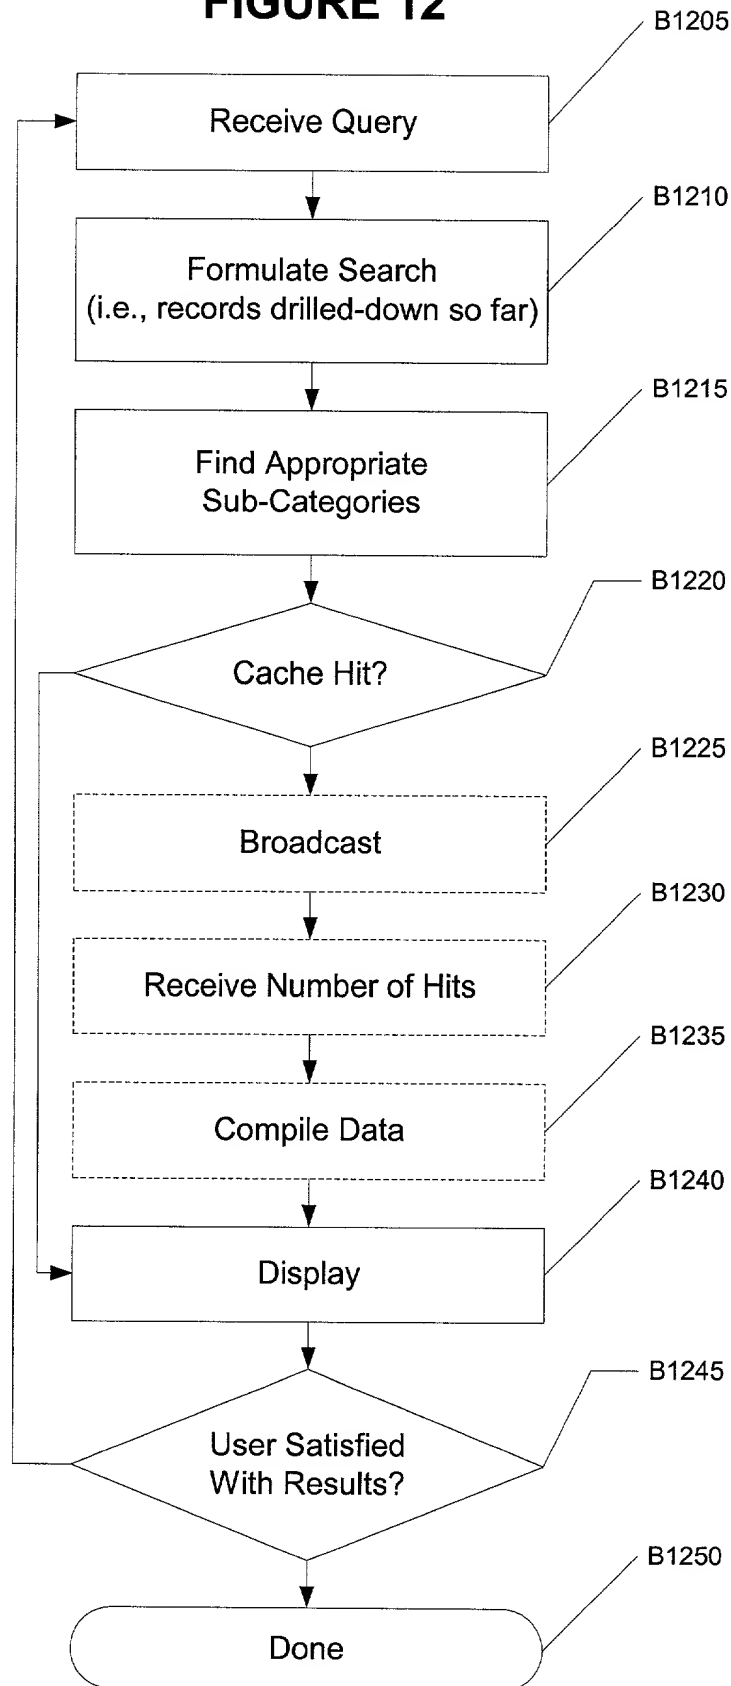 FIGURE 12
B1205
Receive Query
B1210
Formulate Search
(i.e., records drilled-down so far)
B1215
Find Appropriate
Sub-Categories
B1220
Cache Hit?
B1225
Broadcast
B1230
Receive Number of Hits
B1235
Compile Data
B1240
Display
B1245
User Satisfied
With Results?
B1250
Done